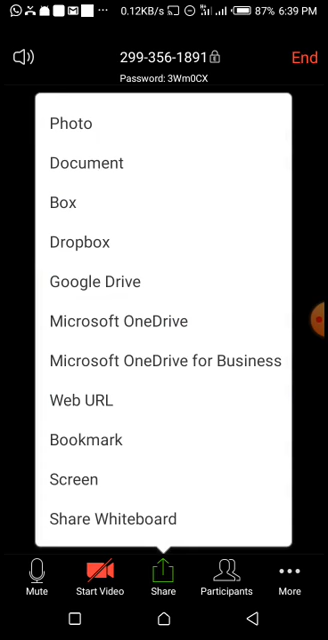 0.12KB/s 87% 6:39 PM
299-356-1891 End
Password: 3Wm0CX
Photo
Document
Box
Dropbox
Google Drive
Microsoft OneDrive
Microsoft OneDrive for Business
Web URL
Bookmark
Screen
Share Whiteboard
Mute Start Video Share Participants More